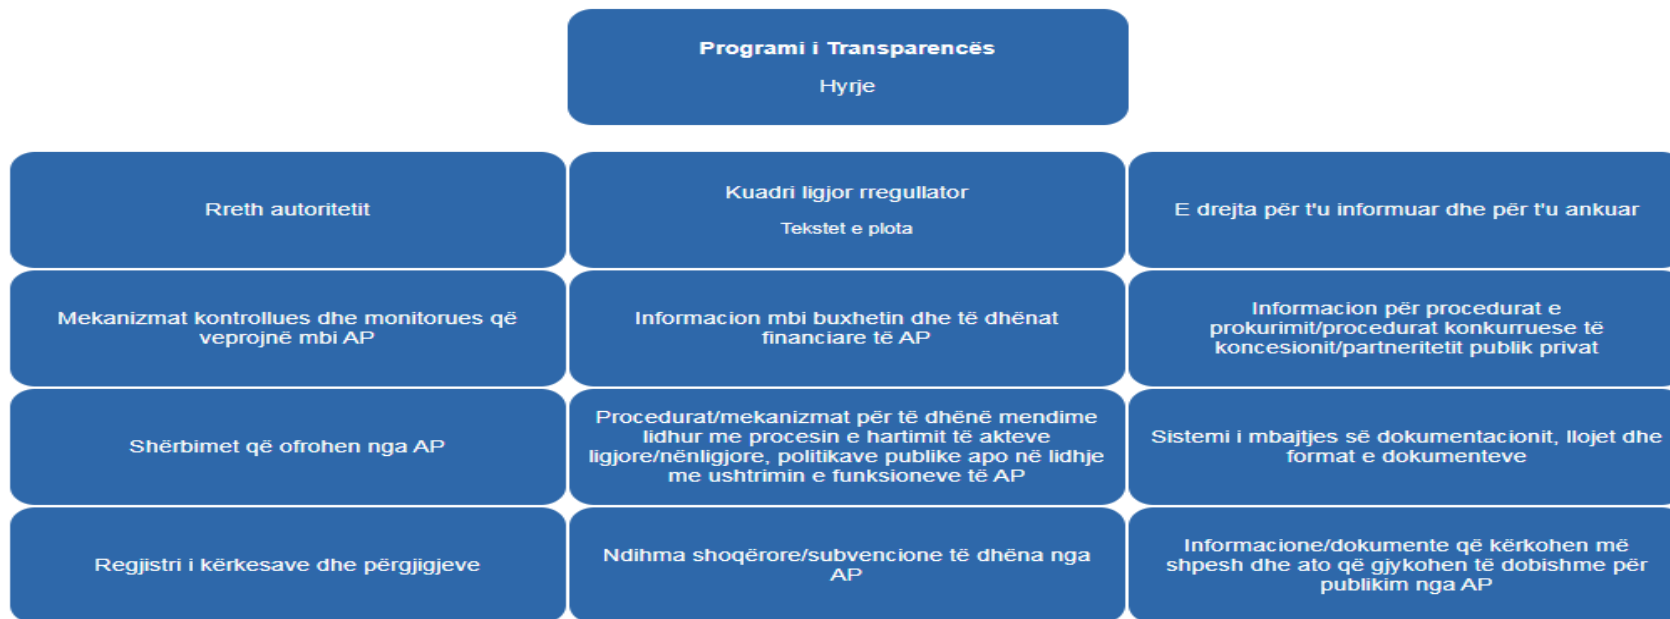 Programi i Transparencës
Hyrje
Rreth autoritetit
Kuadri ligjor rregullator
Tekstet e plota
E drejta për t'u informuar dhe për t'u ankuar
Mekanizmat kontrollues dhe monitorues që
veprojnë mbi AP
Informacion mbi buxhetin dhe të dhënat
financiare të AP
Informacion për procedurat e
prokurimit/procedurat konkurruese të
koncesionit/partneritetit publik privat
Shërbimet që ofrohen nga AP
Procedurat/mekanizmat për të dhënë mendime
lidhur me procesin e hartimit të akteve
ligjore/nënligjore, politikave publike apo në lidhje
me ushtrimin e funksioneve të AP
Sistemi i mbajtjes së dokumentacionit, llojet dhe
format e dokumenteve
Regjistri i kërkesave dhe përgjigjeve
Ndihma shoqërore/subvencione të dhëna nga
AP
Informacione/dokumente që kërkohen më
shpesh dhe ato që gjykohen të dobishme për
publikim nga AP